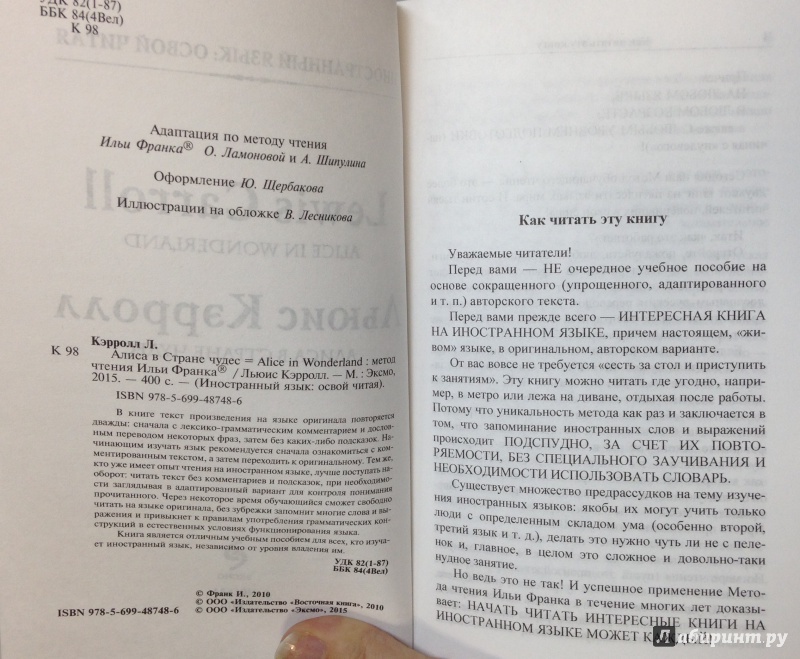 УДК 82(1-87)
ББК 84(4Вел)
К 98
Адаптация по методу чтения
Ильи Франка® О. Ламоновой и А. Шипулина
Оформление Ю. Щербакова
Иллюстрации на обложке В. Лесникова
Кэрролл Л.
К 98 Алиса в Стране чудес = Alice in Wonderland : метод
чтения Ильи Франка® / Льюис Кэрролл. — М. : Эксмо,
2015. — 400 с. — (Иностранный язык: освой читая).
ISBN 978-5-699-48748-6
В книге текст произведения на языке оригинала повторяется
дважды: сначала с лексико-грамматическим комментарием и дослов-
ным переводом некоторых фраз, затем без каких-либо подсказок. На-
чинающим изучать язык рекомендуется сначала ознакомиться с ком-
ментированным текстом, а затем переходить к оригинальному. Тем же,
кто уже имеет опыт чтения на иностранном языке, лучше поступать на-
оборот: читать текст без комментариев и подсказок, при необходимо-
сти заглядывая в адаптированный вариант для контроля понимания
прочитанного. Через некоторое время обучающийся сможет свободно
читать на языке оригинала, без зубрежки запомнит многие слова и вы-
ражения и привыкнет к правилам употребления грамматических кон-
струкций в естественных условиях функционирования языка.
Книга является отличным учебным пособием для всех, кто изуча-
ет иностранный язык, независимо от уровня владения им.
УДК 82(1-87)
ББК 84(4Вел)
© Франк И., 2010
© ООО «Издательство «Восточная книга», 2010
© ООО «Издательство «Эксмо», 2015
ISBN 978-5-699-48748-6
Как читать эту книгу
Уважаемые читатели!
Перед вами — НЕ очередное учебное пособие на
основе сокращенного (упрощенного, адаптированного
и т. п.) авторского текста.
Перед вами прежде всего — ИНТЕРЕСНАЯ КНИГА
НА ИНОСТРАННОМ ЯЗЫКЕ, причем настоящем, «жи-
вом» языке, в оригинальном, авторском варианте.
От вас вовсе не требуется «сесть за стол и приступить
к занятиям». Эту книгу можно читать где угодно, напри-
мер, в метро или лежа на диване, отдыхая после работы.
Потому что уникальность метода как раз и заключается в
том, что запоминание иностранных слов и выражений
происходит ПОДСПУДНО, ЗА СЧЕТ ИХ ПОВТО-
РЯЕМОСТИ, БЕЗ СПЕЦИАЛЬНОГО ЗАУЧИВАНИЯ И
НЕОБХОДИМОСТИ ИСПОЛЬЗОВАТЬ СЛОВАРЬ.
Существует множество предрассудков на тему изуче-
ния иностранных языков: якобы их могут учить только
люди с определенным складом ума (особенно второй,
третий язык и т. д.), делать это нужно чуть ли не с пеле-
нок и, главное, в целом это сложное и довольно-таки
нудное занятие.
Но ведь это не так! И успешное применение Мето-
да чтения Ильи Франка в течение многих лет доказы-
вает: НАЧАТЬ ЧИТАТЬ ИНТЕРЕСНЫЕ КНИГИ НА
ИНОСТРАННОМ ЯЗЫКЕ МОЖЕТ КАЖДЫЙ!
Лабиринт.ру